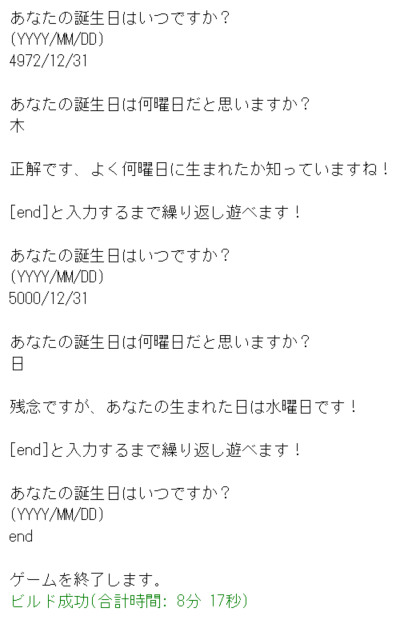 あなたの誕生日はいつですか？
(YYYY/MM/DD)
4972/12/31
あなたの誕生日は何曜日だと思いますか？
木
正解です、よく何曜日に生まれたか知っていますね！
[end]と入力するまで繰り返し遊べます！
あなたの誕生日はいつですか？
(YYYY/MM/DD)
5000/12/31
あなたの誕生日は何曜日だと思いますか？
日
残念ですが、あなたの生まれた日は水曜日です！
[end]と入力するまで繰り返し遊べます！
あなたの誕生日はいつですか？
(YYYY/MM/DD)
end
ゲームを終了します。
ビルド成功(合計時間: 8分 17秒)